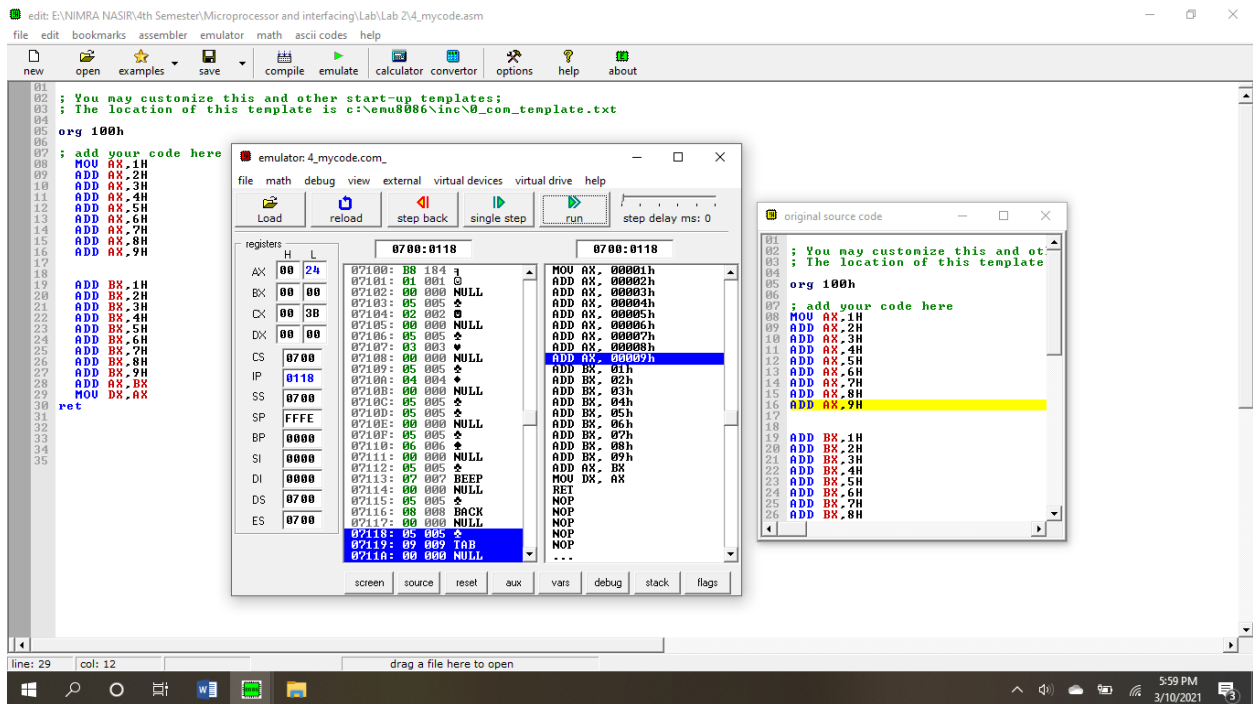 edit: E:\NIMRA NASIR\4th Semester\Microprocessor and interfacing\Lab\Lab 2\4_mycode.asm
file edit bookmarks assembler emulator math ascii codes help
new open examples save compile emulate calculator convertor options help about
01
02 ; You may customize this and other start-up templates;
03 ; The location of this template is c:\emu8086\inc\0_com_template.txt
04
05 org 100h
06
07 ; add your code here
08 MOV AX,1H
09 ADD AX,2H
10 ADD AX,3H
11 ADD AX,4H
12 ADD AX,5H
13 ADD AX,6H
14 ADD AX,7H
15 ADD AX,8H
16 ADD AX,9H
17
18
19 ADD BX,1H
20 ADD BX,2H
21 ADD BX,3H
22 ADD BX,4H
23 ADD BX,5H
24 ADD BX,6H
25 ADD BX,7H
26 ADD BX,8H
27 ADD BX,9H
28 ADD AX,BX
29 MOV DX,AX
30 ret
31
32
33
34
35
emulator: 4_mycode.com_
file math debug view external virtual devices virtual drive help
Load reload step back single step run step delay ms: 0
registers H L
AX 00 24
BX 00 00
CX 00 3B
DX 00 00
CS 0700
IP 0118
SS 0700
SP FFFE
BP 0000
SI 0000
DI 0000
DS 0700
ES 0700
0700:0118
07100: B8 184 ╕
07101: 01 001 ☺
07102: 00 000 NULL
07103: 05 005 ♣
07104: 02 002 ☻
07105: 00 000 NULL
07106: 05 005 ♣
07107: 03 003 ♥
07108: 00 000 NULL
07109: 05 005 ♣
0710A: 04 004 ♦
0710B: 00 000 NULL
0710C: 05 005 ♣
0710D: 05 005 ♣
0710E: 00 000 NULL
0710F: 05 005 ♣
07110: 06 006 ♠
07111: 00 000 NULL
07112: 05 005 ♣
07113: 07 007 BEEP
07114: 00 000 NULL
07115: 05 005 ♣
07116: 08 008 BACK
07117: 00 000 NULL
07118: 05 005 ♣
07119: 09 009 TAB
0711A: 00 000 NULL
0700:0118
MOV AX, 00001h
ADD AX, 00002h
ADD AX, 00003h
ADD AX, 00004h
ADD AX, 00005h
ADD AX, 00006h
ADD AX, 00007h
ADD AX, 00008h
ADD AX, 00009h
ADD BX, 01h
ADD BX, 02h
ADD BX, 03h
ADD BX, 04h
ADD BX, 05h
ADD BX, 06h
ADD BX, 07h
ADD BX, 08h
ADD BX, 09h
ADD AX, BX
MOV DX, AX
RET
NOP
NOP
NOP
NOP
NOP
...
screen source reset aux vars debug stack flags
original source code
01
02 ; You may customize this and ot
03 ; The location of this template
04
05 org 100h
06
07 ; add your code here
08 MOV AX,1H
09 ADD AX,2H
10 ADD AX,3H
11 ADD AX,4H
12 ADD AX,5H
13 ADD AX,6H
14 ADD AX,7H
15 ADD AX,8H
16 ADD AX,9H
17
18
19 ADD BX,1H
20 ADD BX,2H
21 ADD BX,3H
22 ADD BX,4H
23 ADD BX,5H
24 ADD BX,6H
25 ADD BX,7H
26 ADD BX,8H
line: 29 col: 12 drag a file here to open
5:59 PM
3/10/2021
3